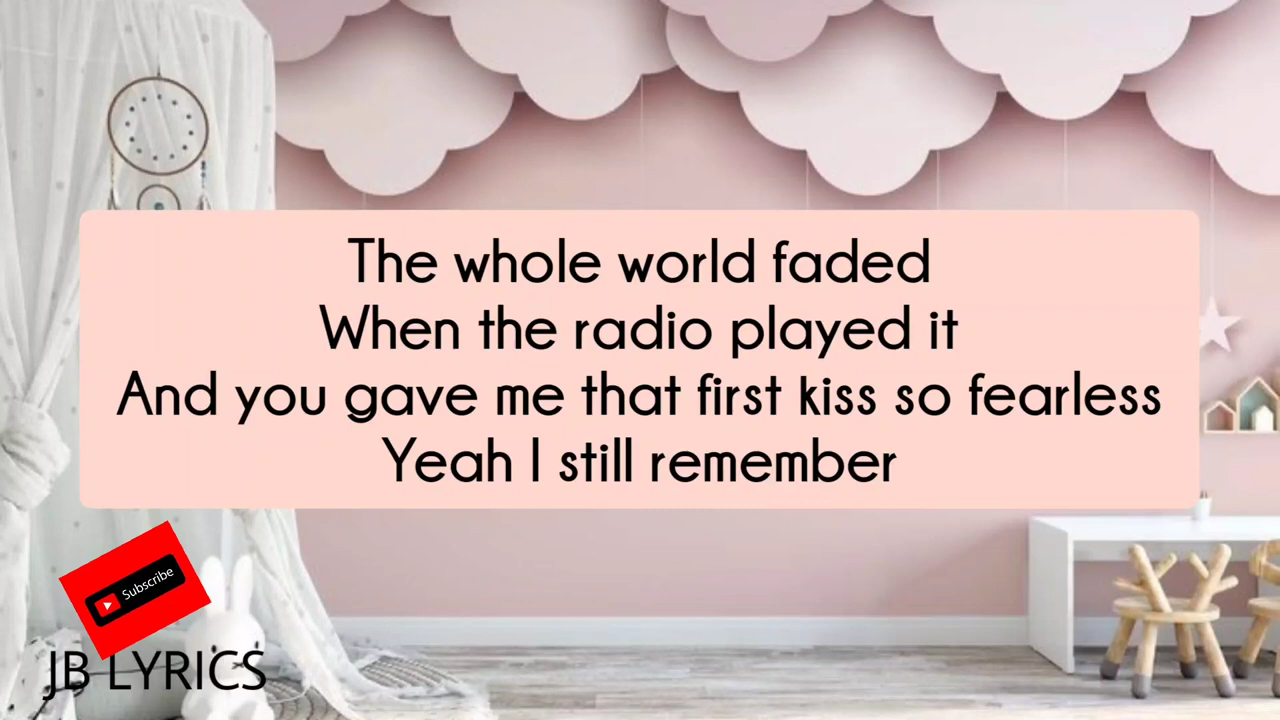 The whole world faded
When the radio played it
And you gave me that first kiss so fearless
Yeah I still remember
Subscribe
JB LYRICS